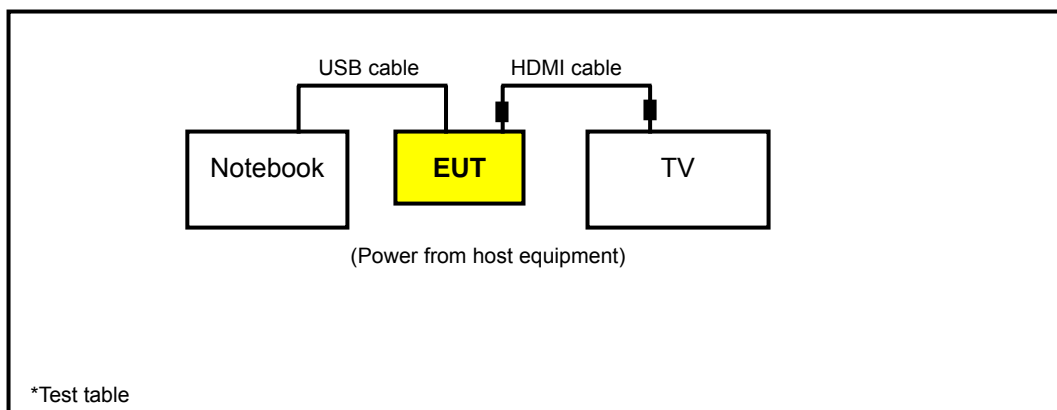 USB cable
HDMI cable
Notebook
EUT
TV
(Power from host equipment)
*Test table